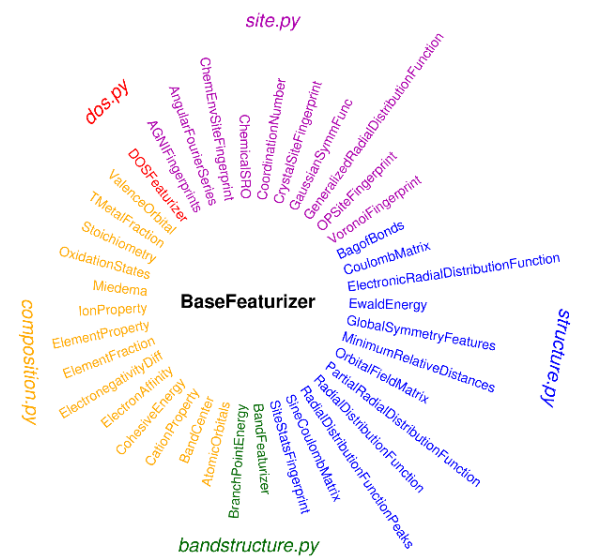 site.py
AGNIFingerprints
AngularFourierSeries
ChemEnvSiteFingerprint
ChemicalSRO
CoordinationNumber
CrystalSiteFingerprint
GaussianSymmFunc
GeneralizedRadialDistributionFunction
OPSiteFingerprint
VoronoiFingerprint
structure.py
BagofBonds
CoulombMatrix
ElectronicRadialDistributionFunction
EwaldEnergy
GlobalSymmetryFeatures
MinimumRelativeDistances
OrbitalFieldMatrix
PartialRadialDistributionFunction
RadialDistributionFunction
RadialDistributionFunctionPeaks
SineCoulombMatrix
SiteStatsFingerprint
bandstructure.py
BandFeaturizer
BranchPointEnergy
composition.py
AtomicOrbitals
BandCenter
CationProperty
CohesiveEnergy
ElectronAffinity
ElectronegativityDiff
ElementFraction
ElementProperty
IonProperty
Miedema
OxidationStates
Stoichiometry
TMetalFraction
ValenceOrbital
dos.py
DOSFeaturizer
BaseFeaturizer